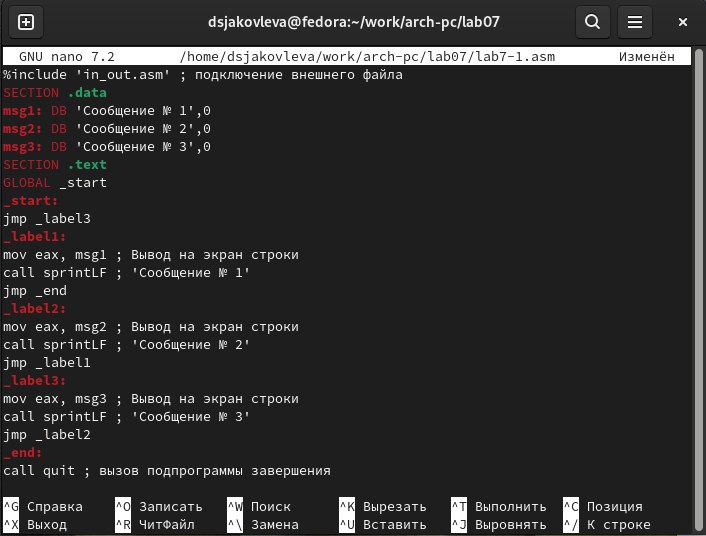 dsjakovleva@fedora:~/work/arch-pc/lab07
GNU nano 7.2 /home/dsjakovleva/work/arch-pc/lab07/lab7-1.asm Изменён
%include 'in_out.asm' ; подключение внешнего файла
SECTION .data
msg1: DB 'Сообщение № 1',0
msg2: DB 'Сообщение № 2',0
msg3: DB 'Сообщение № 3',0
SECTION .text
GLOBAL _start
_start:
jmp _label3
_label1:
mov eax, msg1 ; Вывод на экран строки
call sprintLF ; 'Сообщение № 1'
jmp _end
_label2:
mov eax, msg2 ; Вывод на экран строки
call sprintLF ; 'Сообщение № 2'
jmp _label1
_label3:
mov eax, msg3 ; Вывод на экран строки
call sprintLF ; 'Сообщение № 3'
jmp _label2
_end:
call quit ; вызов подпрограммы завершения
^G Справка ^O Записать ^W Поиск ^K Вырезать ^T Выполнить ^C Позиция
^X Выход ^R ЧитФайл ^\ Замена ^U Вставить ^J Выровнять ^/ К строке